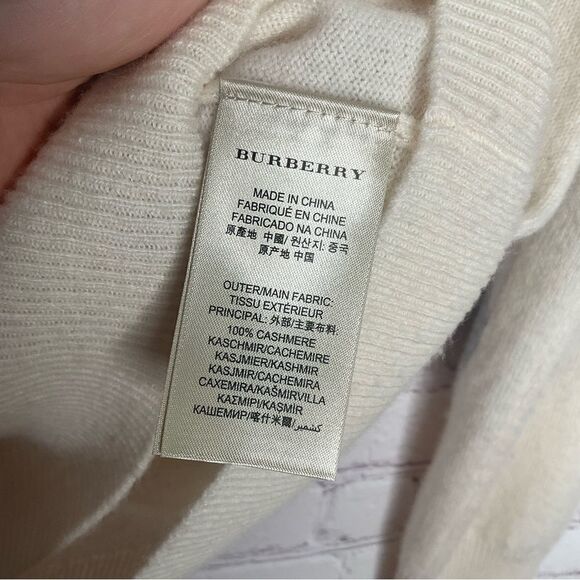 BURBERRY
MADE IN CHINA
FABRIQUÉ EN CHINE
FABRICADO NA CHINA
原產地 中國/ 원산지: 중국
原产地 中国
OUTER/MAIN FABRIC:
TISSU EXTÉRIEUR
PRINCIPAL: 外部/主要布料.
100% CASHMERE
KASCHMIR/CACHEMIRE
KASJMIER/KASHMIR
KASJMIR/CACHEMIRA
CAXEMIRA/KAŠMIRVILLA
ΚΑΣΜΙΡΙ/KAŞMIR
КАШЕМИР/喀什米爾/كشمير